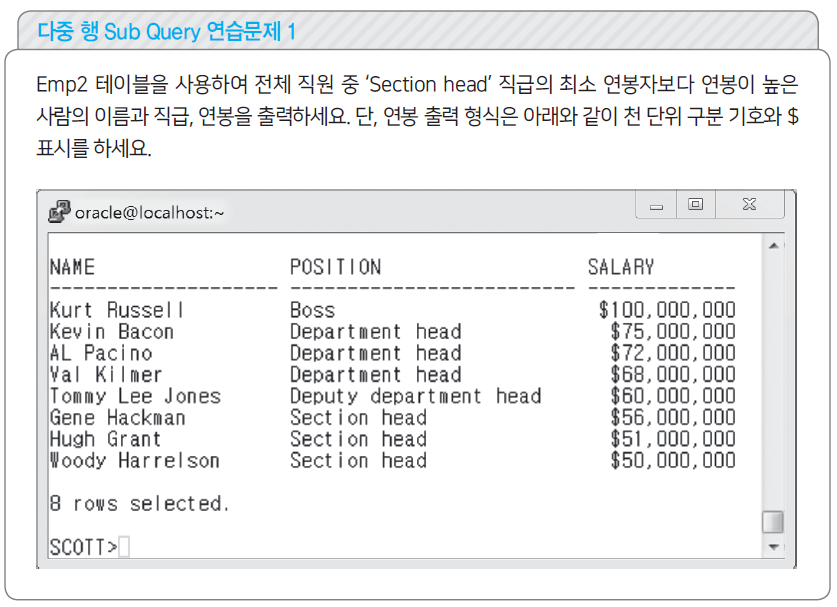 다중 행 Sub Query 연습문제 1
Emp2 테이블을 사용하여 전체 직원 중 ‘Section head’ 직급의 최소 연봉자보다 연봉이 높은
사람의 이름과 직급, 연봉을 출력하세요. 단, 연봉 출력 형식은 아래와 같이 천 단위 구분 기호와 $
표시를 하세요.
oracle@localhost:~
NAME POSITION SALARY
-------------------- ------------------------- -------------
Kurt Russell Boss $100,000,000
Kevin Bacon Department head $75,000,000
AL Pacino Department head $72,000,000
Val Kilmer Department head $68,000,000
Tommy Lee Jones Deputy department head $60,000,000
Gene Hackman Section head $56,000,000
Hugh Grant Section head $51,000,000
Woody Harrelson Section head $50,000,000
8 rows selected.
SCOTT>